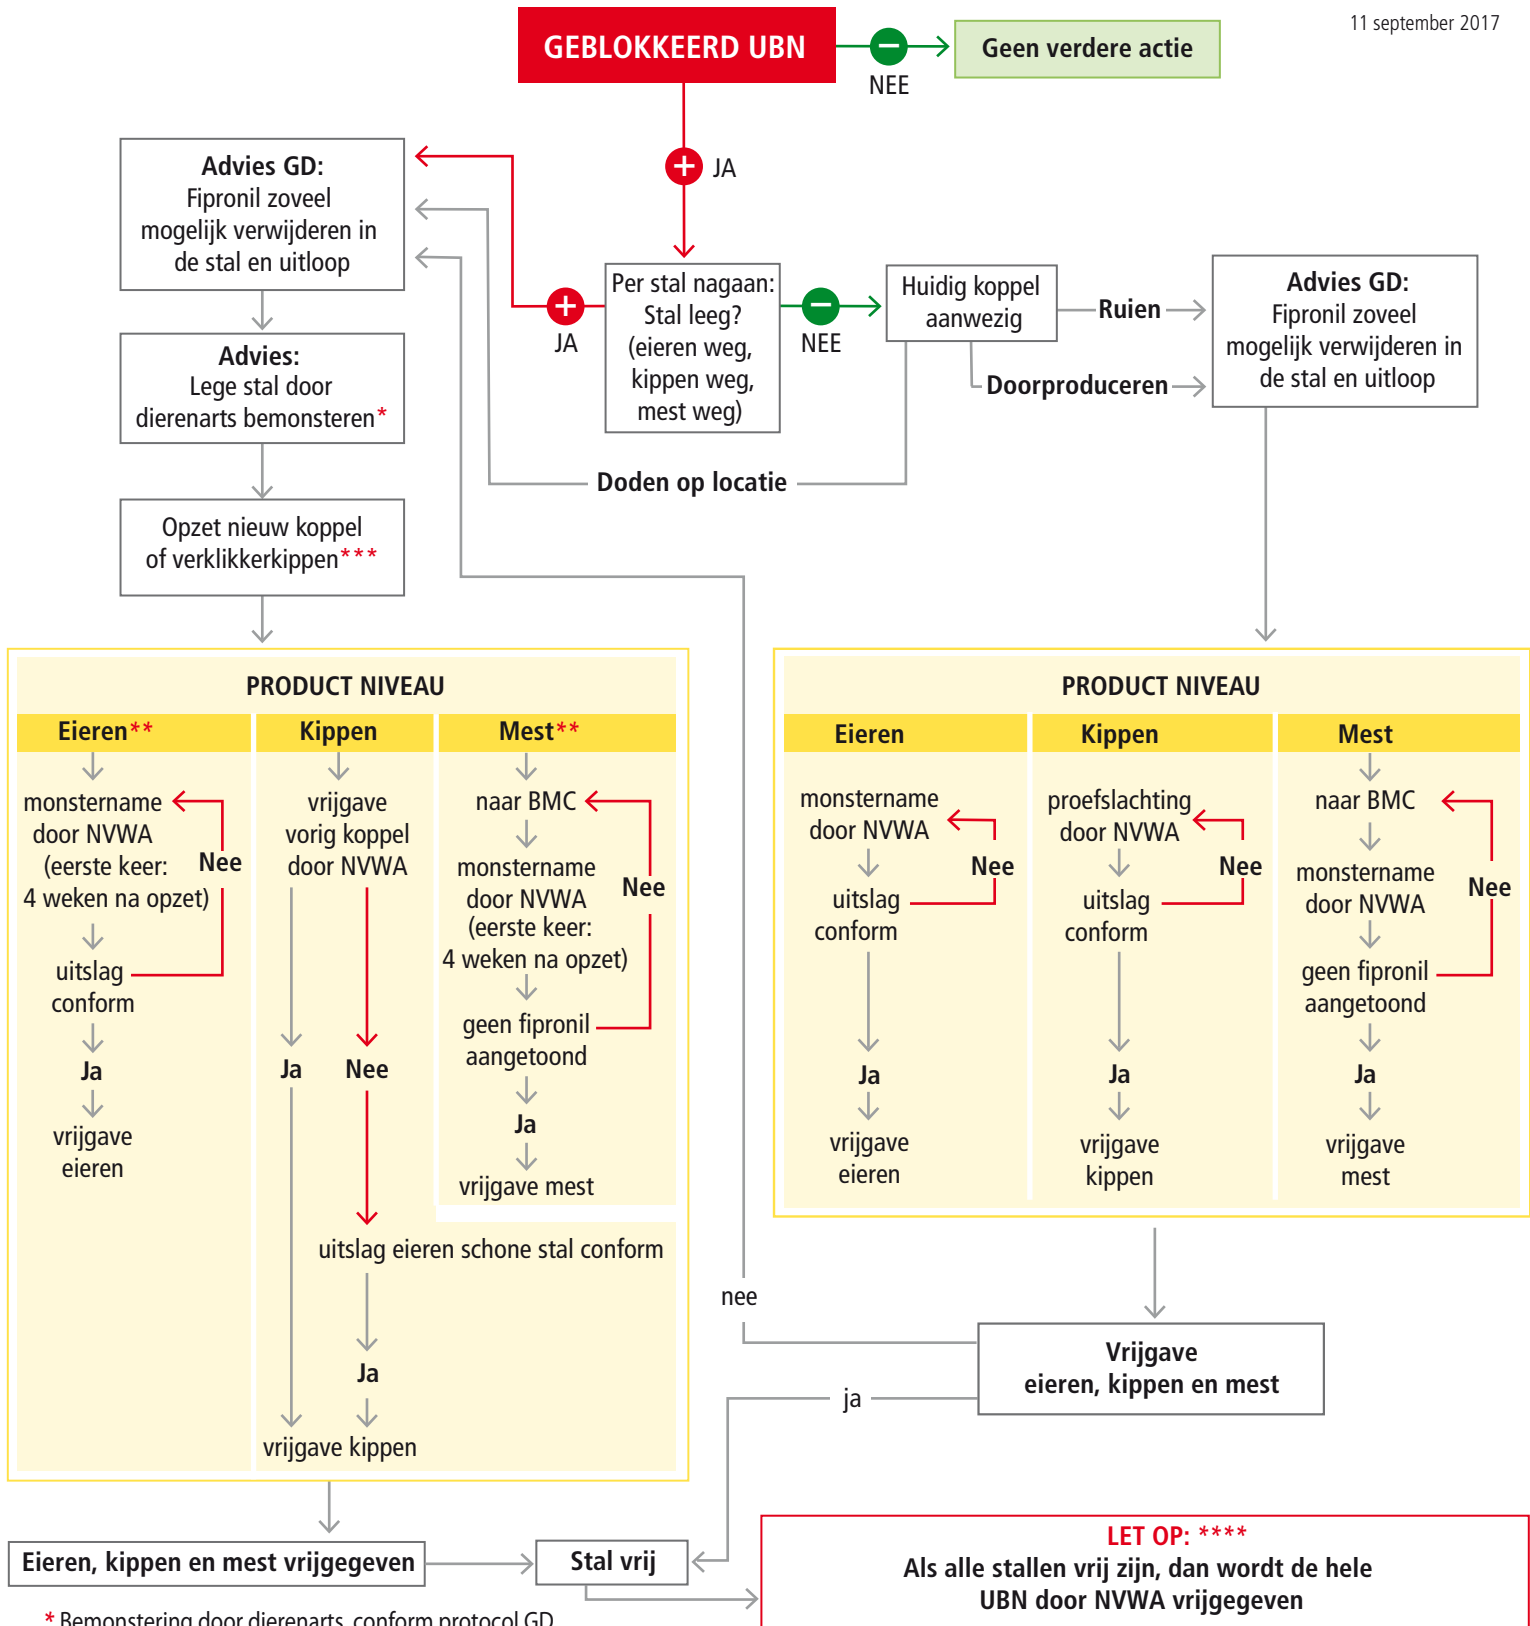 11 september 2017
GEBLOKKEERD UBN
NEE
Geen verdere actie
JA
Advies GD:
Fipronil zoveel
mogelijk verwijderen in
de stal en uitloop
Advies:
Lege stal door
dierenarts bemonsteren*
Opzet nieuw koppel
of verklikkerkippen***
JA
Per stal nagaan:
Stal leeg?
(eieren weg,
kippen weg,
mest weg)
NEE
Huidig koppel
aanwezig
Ruien
Doorproduceren
Doden op locatie
Advies GD:
Fipronil zoveel
mogelijk verwijderen in
de stal en uitloop
PRODUCT NIVEAU
Eieren**
monstername
door NVWA
(eerste keer:
4 weken na opzet)
Nee
uitslag
conform
Ja
vrijgave
eieren
Kippen
vrijgave
vorig koppel
door NVWA
Ja
Nee
uitslag eieren schone stal conform
Ja
vrijgave kippen
Mest**
naar BMC
monstername
door NVWA
(eerste keer:
4 weken na opzet)
Nee
geen fipronil
aangetoond
Ja
vrijgave mest
PRODUCT NIVEAU
Eieren
monstername
door NVWA
Nee
uitslag
conform
Ja
vrijgave
eieren
Kippen
proefslachting
door NVWA
Nee
uitslag
conform
Ja
vrijgave
kippen
Mest
naar BMC
monstername
door NVWA
Nee
geen fipronil
aangetoond
Ja
vrijgave
mest
nee
Vrijgave
eieren, kippen en mest
ja
Eieren, kippen en mest vrijgegeven
Stal vrij
LET OP: ****
Als alle stallen vrij zijn, dan wordt de hele
UBN door NVWA vrijgegeven
* Bemonstering door dierenarts, conform protocol GD